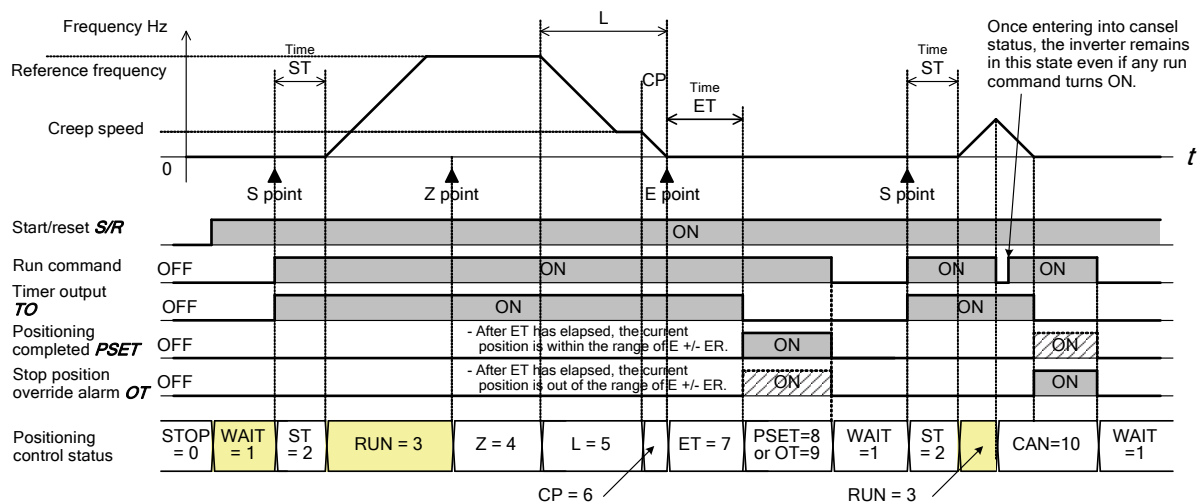 Frequency Hz
Reference frequency
Creep speed
0
Time
ST
L
CP
Time
ET
Time
ST
Once entering into cansel
status, the inverter remains
in this state even if any run
command turns ON.
t
S point
Z point
E point
S point
Start/reset S/R
ON
Run command
OFF
ON
ON
ON
Timer output
TO
OFF
ON
ON
Positioning
completed PSET
OFF
- After ET has elapsed, the current
position is within the range of E +/- ER.
ON
ON
Stop position
override alarm OT
OFF
- After ET has elapsed, the current
position is out of the range of E +/- ER.
ON
ON
Positioning
control status
STOP
= 0
WAIT
= 1
ST
= 2
RUN = 3
Z = 4
L = 5
ET = 7
PSET=8
or OT=9
WAIT
=1
ST
= 2
CAN=10
WAIT
=1
CP = 6
RUN = 3